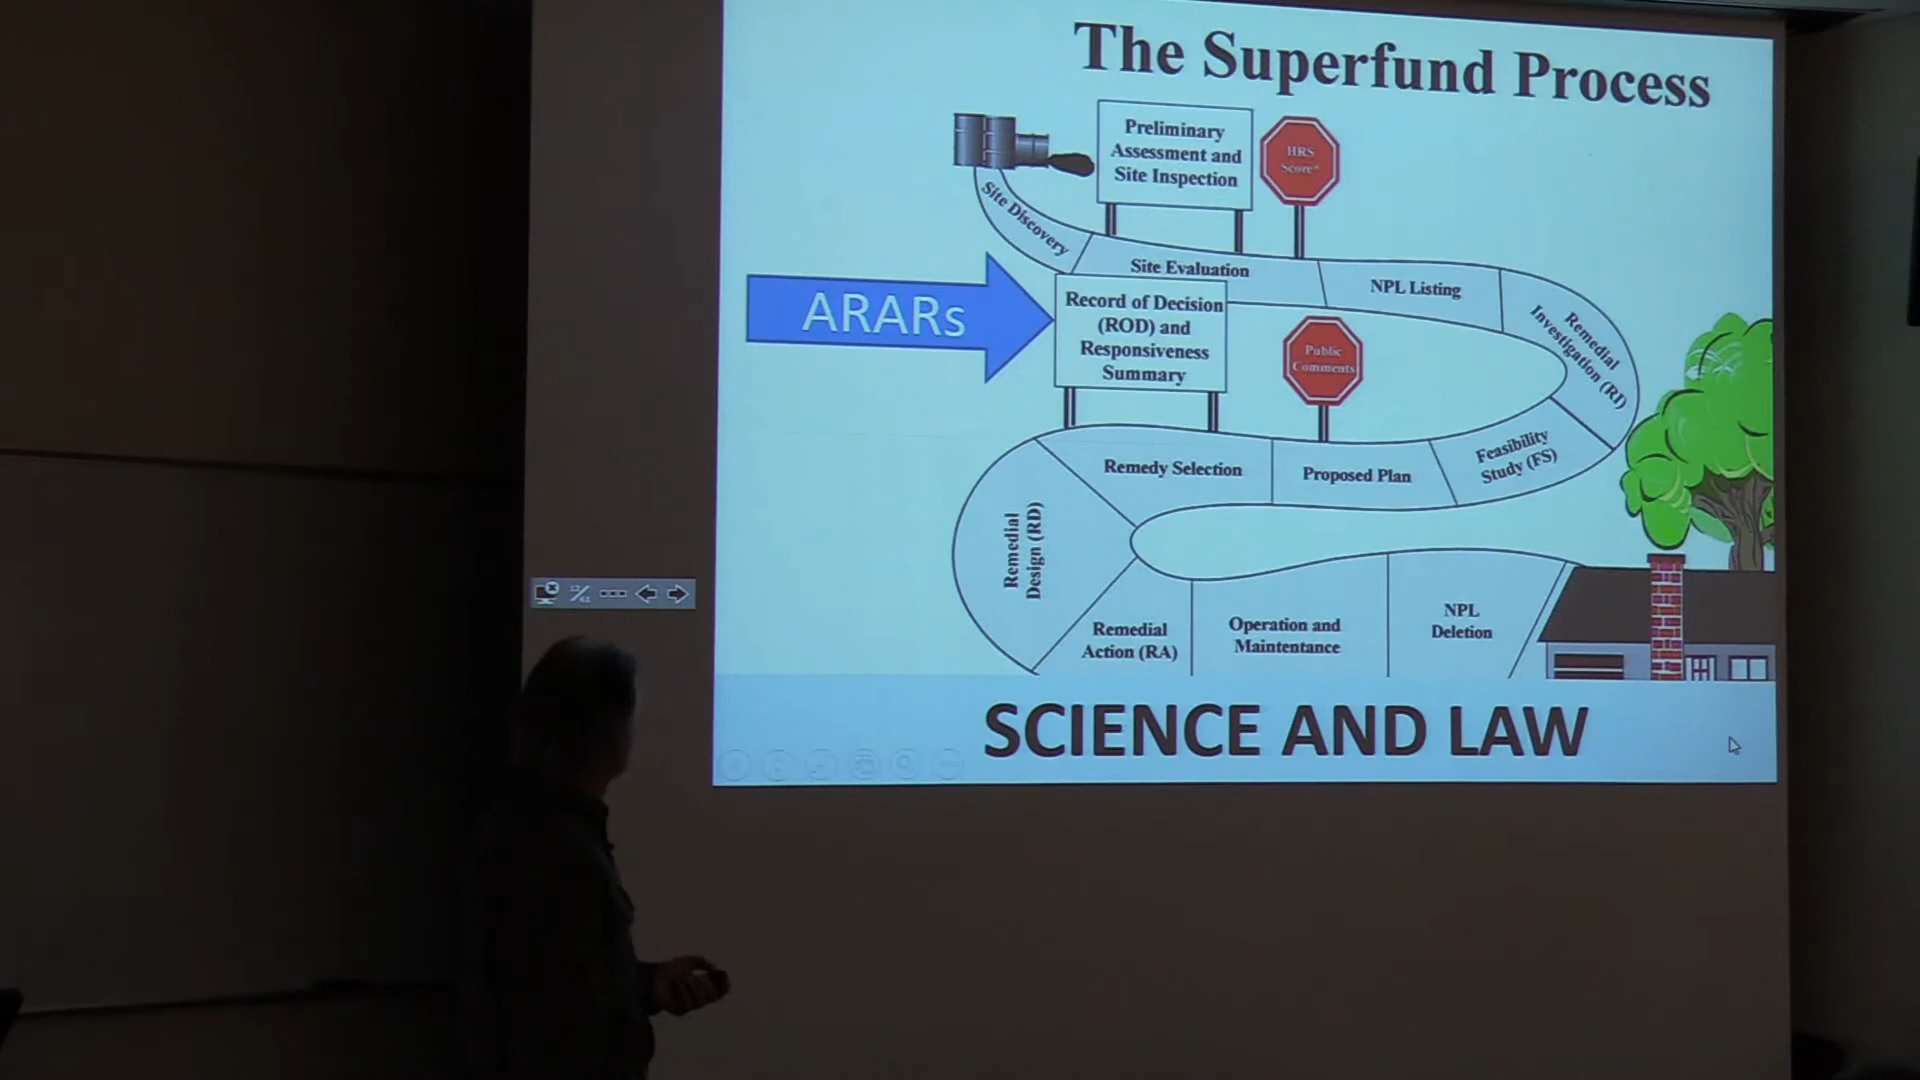 The Superfund Process
Preliminary
Assessment and
Site Inspection
HRS
Score*
Site Discovery
Site Evaluation
NPL Listing
Remedial
Investigation (RI)
ARARs
Record of Decision
(ROD) and
Responsiveness
Summary
Public
Comments
Feasibility
Study (FS)
Proposed Plan
Remedy Selection
Remedial
Design (RD)
Remedial
Action (RA)
Operation and
Maintentance
NPL
Deletion
SCIENCE AND LAW